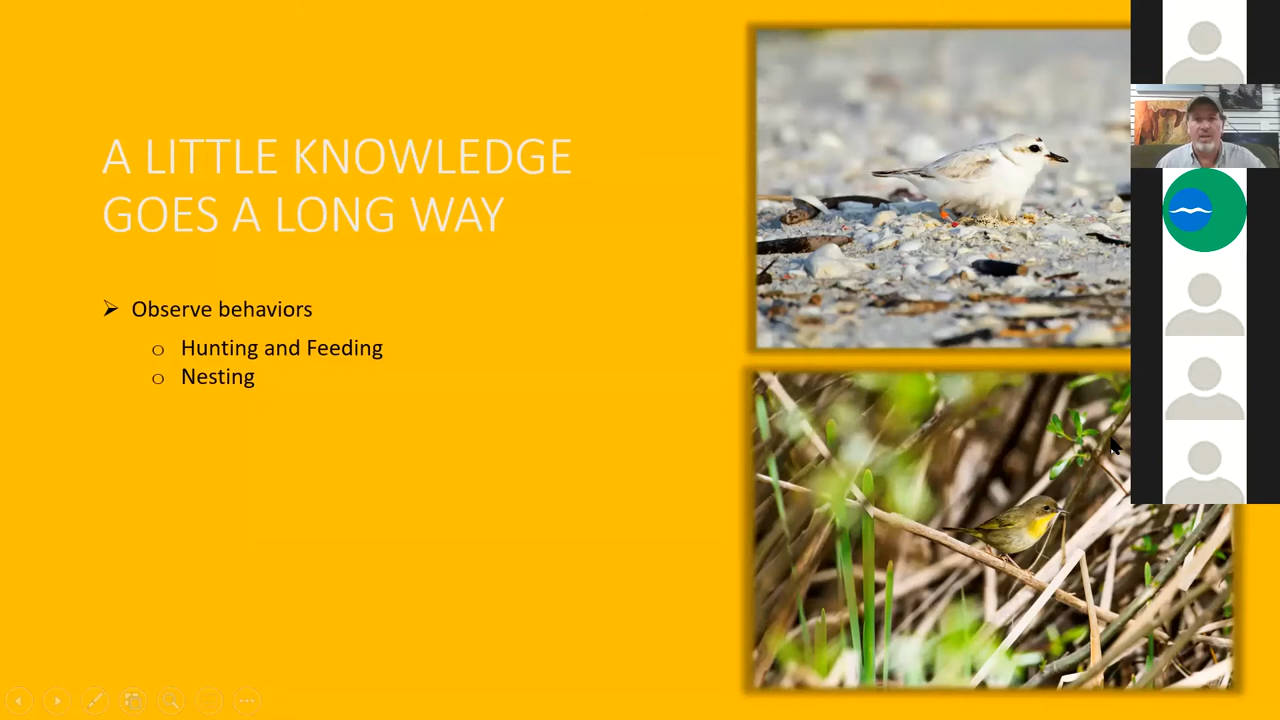 A LITTLE KNOWLEDGE
GOES A LONG WAY
Observe behaviors
Hunting and Feeding
Nesting